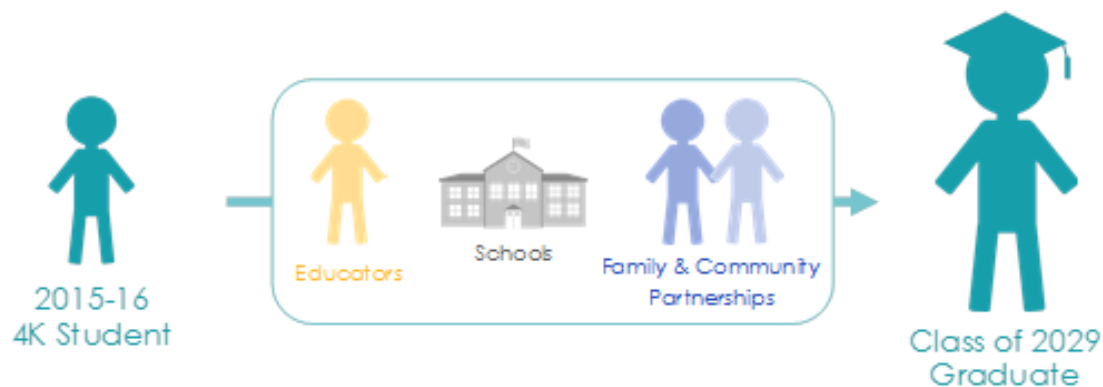 2015-16
4K Student
Educators
Schools
Family & Community
Partnerships
Class of 2029
Graduate